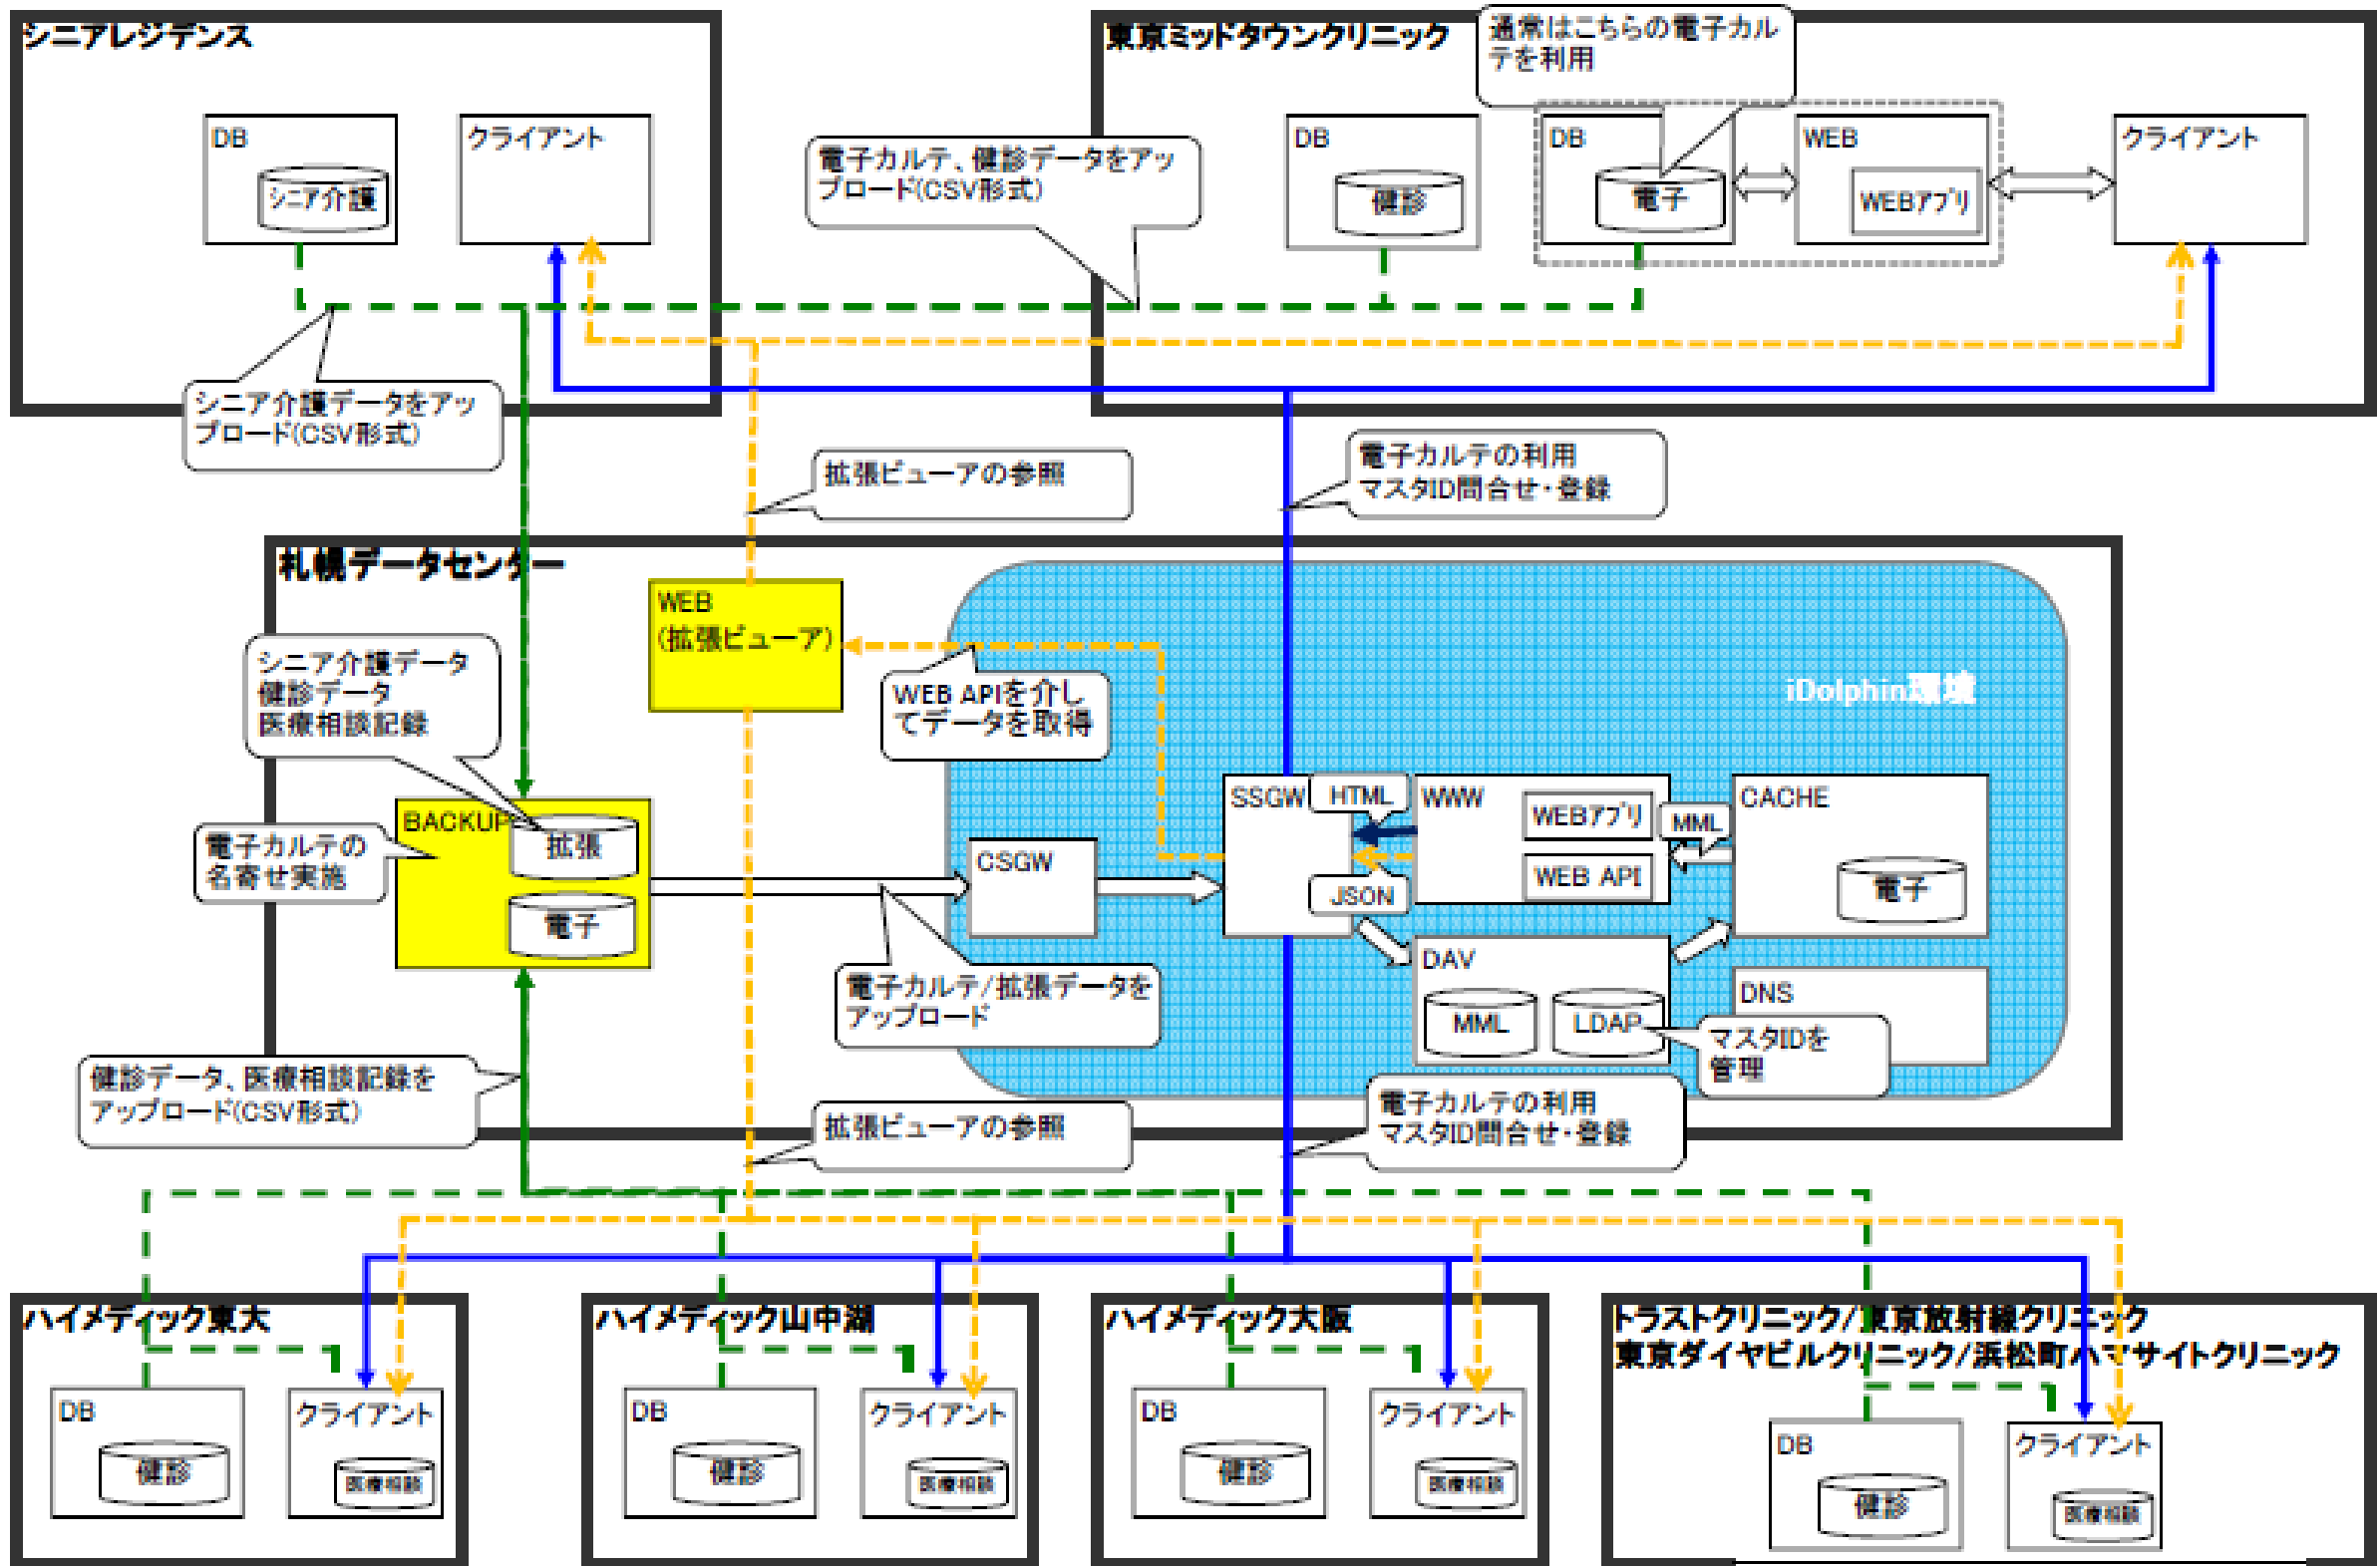 シニアレジデンス
DB
シニア介護
クライアント
東京ミッドタウンクリニック
通常はこちらの電子カル
テを利用
DB
健診
DB
電子
WEB
WEBアプリ
クライアント
電子カルテ、健診データをアッ
プロード(CSV形式)
シニア介護データをアッ
プロード(CSV形式)
拡張ビューアの参照
電子カルテの利用
マスタID問合せ・登録
札幌データセンター
WEB
(拡張ビューア)
シニア介護データ
健診データ
医療相談記録
WEB APIを介し
てデータを取得
iDolphin環境
BACKUP
拡張
電子
電子カルテの
名寄せ実施
CSGW
SSGW
HTML
JSON
WWW
WEBアプリ
WEB API
MML
CACHE
電子
電子カルテ/拡張データを
アップロード
DAV
MML
LDAP
DNS
マスタIDを
管理
健診データ、医療相談記録を
アップロード(CSV形式)
拡張ビューアの参照
電子カルテの利用
マスタID問合せ・登録
ハイメディック東大
DB
健診
クライアント
医療相談
ハイメディック山中湖
DB
健診
クライアント
医療相談
ハイメディック大阪
DB
健診
クライアント
医療相談
トラストクリニック/東京放射線クリニック
東京ダイヤビルクリニック/浜松町ハマサイトクリニック
DB
健診
クライアント
医療相談